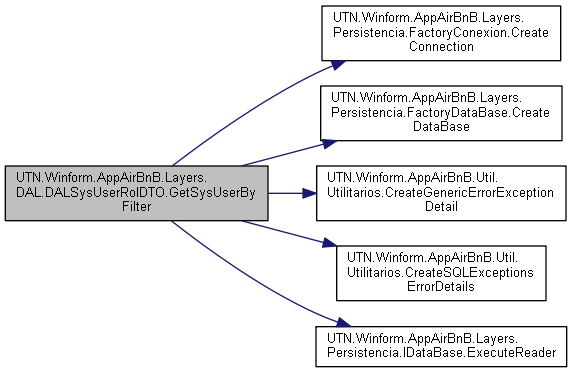 UTN.Winform.AppAirBnB.Layers.
Persistencia.FactoryConexion.Create
Connection
UTN.Winform.AppAirBnB.Layers.
Persistencia.FactoryDataBase.Create
DataBase
UTN.Winform.AppAirBnB.Layers.
DAL.DALSysUserRolDTO.GetSysUserBy
Filter
UTN.Winform.AppAirBnB.Util.
Utilitarios.CreateGenericErrorException
Detail
UTN.Winform.AppAirBnB.Util.
Utilitarios.CreateSQLExceptions
ErrorDetails
UTN.Winform.AppAirBnB.Layers.
Persistencia.IDataBase.ExecuteReader